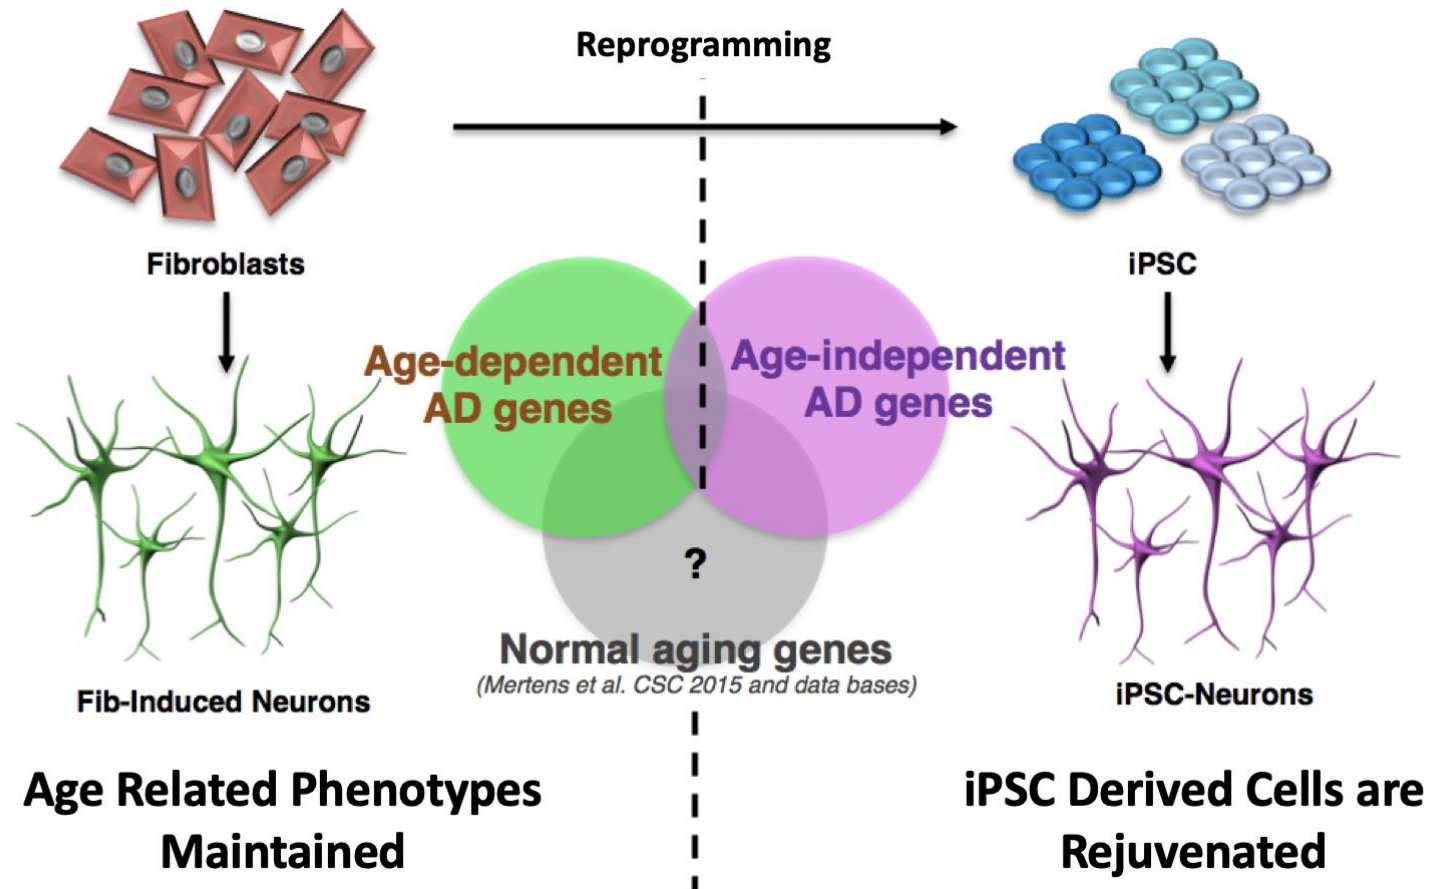 Reprogramming
Fibroblasts
iPSC
Age-dependent
AD genes
Age-independent
AD genes
?
Normal aging genes
(Mertens et al. CSC 2015 and data bases)
Fib-Induced Neurons
iPSC-Neurons
Age Related Phenotypes
Maintained
iPSC Derived Cells are
Rejuvenated